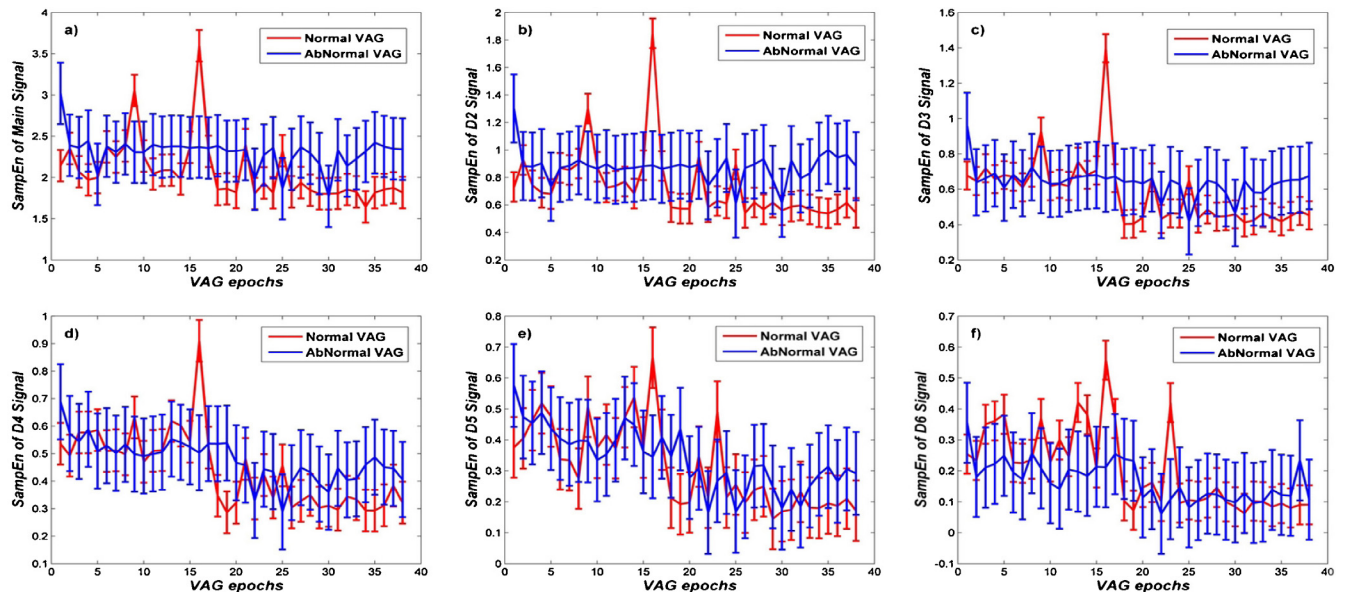 a)
Normal VAG
AbNormal VAG
SampEn of Main Signal
4
3.5
3
2.5
2
1.5
1
0 5 10 15 20 25 30 35 40
VAG epochs
b)
Normal VAG
AbNormal VAG
SampEn of D2 Signal
2
1.8
1.6
1.4
1.2
1
0.8
0.6
0.4
0.2
0 5 10 15 20 25 30 35 40
VAG epochs
c)
Normal VAG
AbNormal VAG
SampEn of D3 Signal
1.6
1.4
1.2
1
0.8
0.6
0.4
0.2
0 5 10 15 20 25 30 35 40
VAG epochs
d)
Normal VAG
AbNormal VAG
SampEn of D4 Signal
1
0.9
0.8
0.7
0.6
0.5
0.4
0.3
0.2
0.1
0 5 10 15 20 25 30 35 40
VAG epochs
e)
Normal VAG
AbNormal VAG
SampEn of D5 Signal
0.8
0.7
0.6
0.5
0.4
0.3
0.2
0.1
0
0 5 10 15 20 25 30 35 40
VAG epochs
f)
Normal VAG
AbNormal VAG
SampEn of D6 Signal
0.7
0.6
0.5
0.4
0.3
0.2
0.1
0
-0.1
0 5 10 15 20 25 30 35 40
VAG epochs